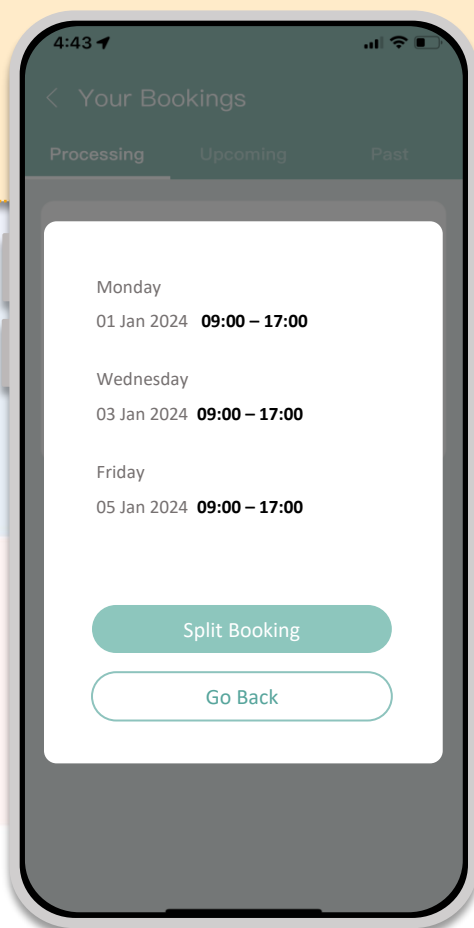 4:43
Your Bookings
Processing Upcoming Past
Monday
01 Jan 2024 09:00 – 17:00
Wednesday
03 Jan 2024 09:00 – 17:00
Friday
05 Jan 2024 09:00 – 17:00
Split Booking
Go Back